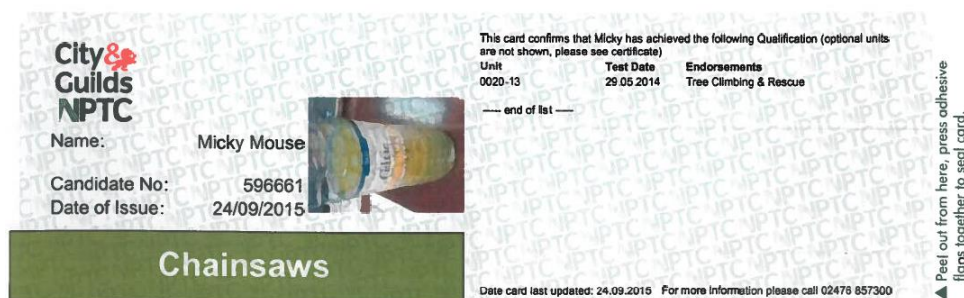 City&
Guilds
NPTC
Name: Micky Mouse
Candidate No: 596661
Date of Issue: 24/09/2015
Chainsaws
This card confirms that Micky has achieved the following Qualification (optional units
are not shown, please see certificate)
Unit Test Date Endorsements
0020-13 29.05.2014 Tree Climbing & Rescue
---- end of list ----
Date card last updated: 24.09.2015 For more information please call 02476 857300
▲ Peel out from here, press adhesive
flaps together to seal card.